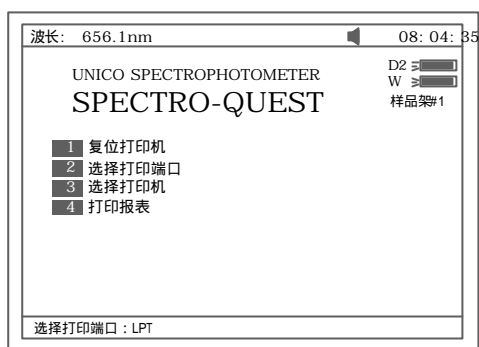 波长: 656.1nm 08: 04: 35
D2
UNICO SPECTROPHOTOMETER W
SPECTRO-QUEST 样品架#1
1 复位打印机
2 选择打印端口
3 选择打印机
4 打印报表
选择打印端口：LPT